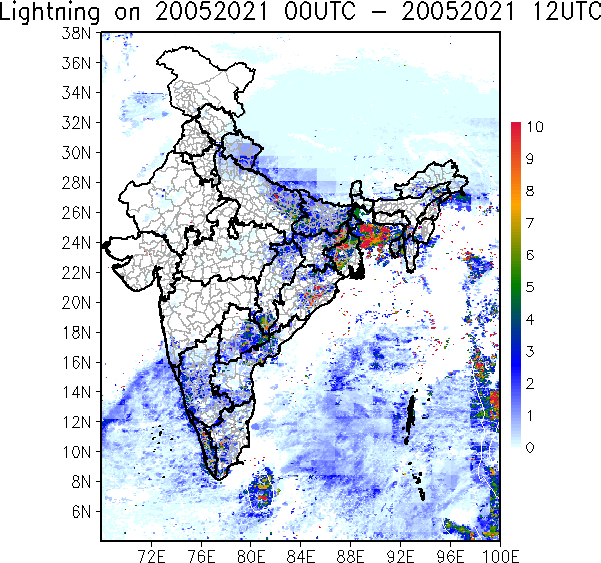 Lightning on 20052021 00UTC – 20052021 12UTC
38N
36N
34N
32N
30N
28N
26N
24N
22N
20N
18N
16N
14N
12N
10N
8N
6N
72E 76E 80E 84E 88E 92E 96E 100E
10
9
8
7
6
5
4
3
2
1
0